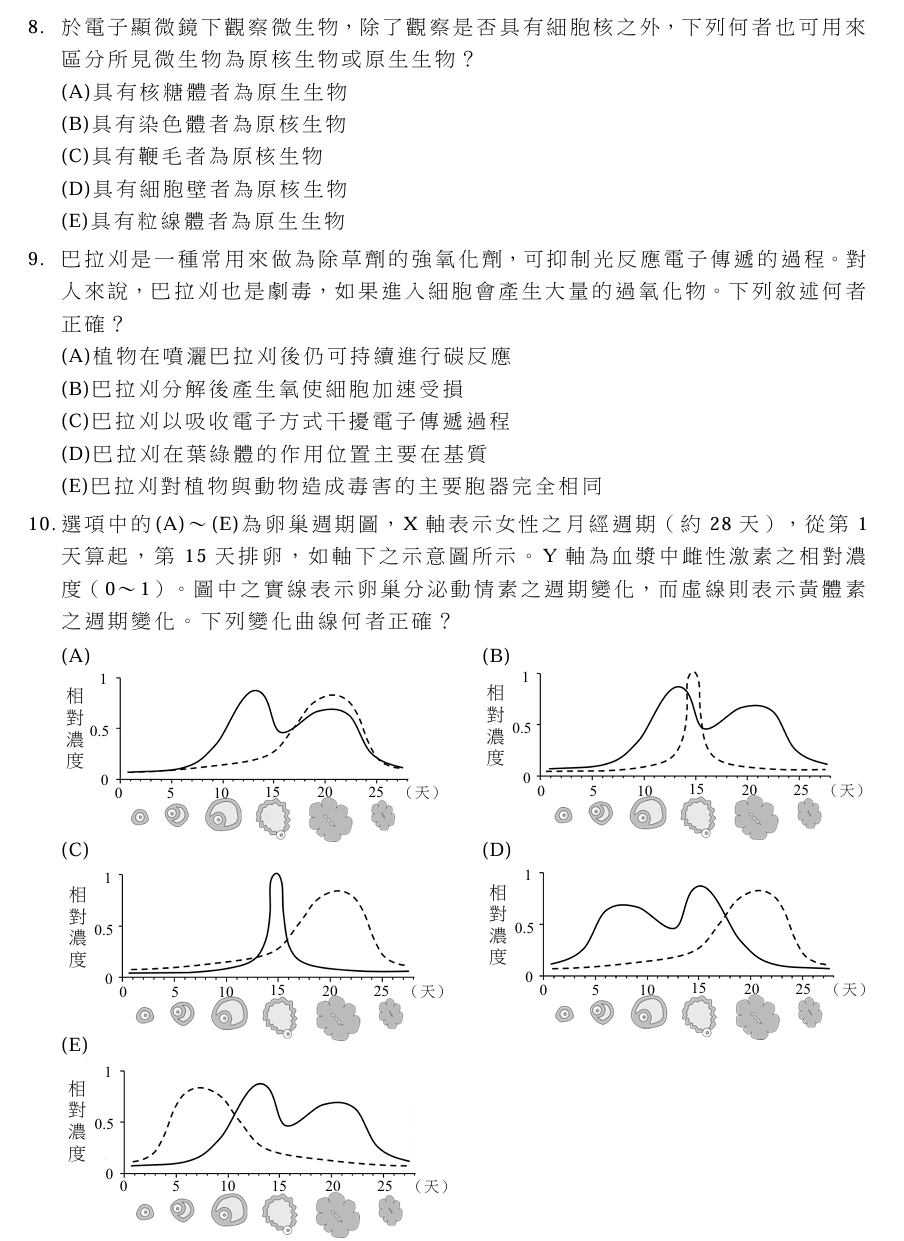 8. 於電子顯微鏡下觀察微生物，除了觀察是否具有細胞核之外，下列何者也可用來
區分所見微生物為原核生物或原生生物？
(A)具有核糖體者為原生生物
(B)具有染色體者為原核生物
(C)具有鞭毛者為原核生物
(D)具有細胞壁者為原核生物
(E)具有粒線體者為原生生物
9. 巴拉刈是一種常用來做為除草劑的強氧化劑，可抑制光反應電子傳遞的過程。對
人來說，巴拉刈也是劇毒，如果進入細胞會產生大量的過氧化物。下列敘述何者
正確？
(A)植物在噴灑巴拉刈後仍可持續進行碳反應
(B)巴拉刈分解後產生氧使細胞加速受損
(C)巴拉刈以吸收電子方式干擾電子傳遞過程
(D)巴拉刈在葉綠體的作用位置主要在基質
(E)巴拉刈對植物與動物造成毒害的主要胞器完全相同
10. 選項中的(A)～(E)為卵巢週期圖，X 軸表示女性之月經週期（約 28 天），從第 1
天算起，第 15 天排卵，如軸下之示意圖所示。Y 軸為血漿中雌性激素之相對濃
度（0～1）。圖中之實線表示卵巢分泌動情素之週期變化，而虛線則表示黃體素
之週期變化。下列變化曲線何者正確？
(A)
相對濃度
1
0.5
0
0 5 10 15 20 25 （天）
(B)
相對濃度
1
0.5
0
0 5 10 15 20 25 （天）
(C)
相對濃度
1
0.5
0
0 5 10 15 20 25 （天）
(D)
相對濃度
1
0.5
0
0 5 10 15 20 25 （天）
(E)
相對濃度
1
0.5
0
0 5 10 15 20 25 （天）